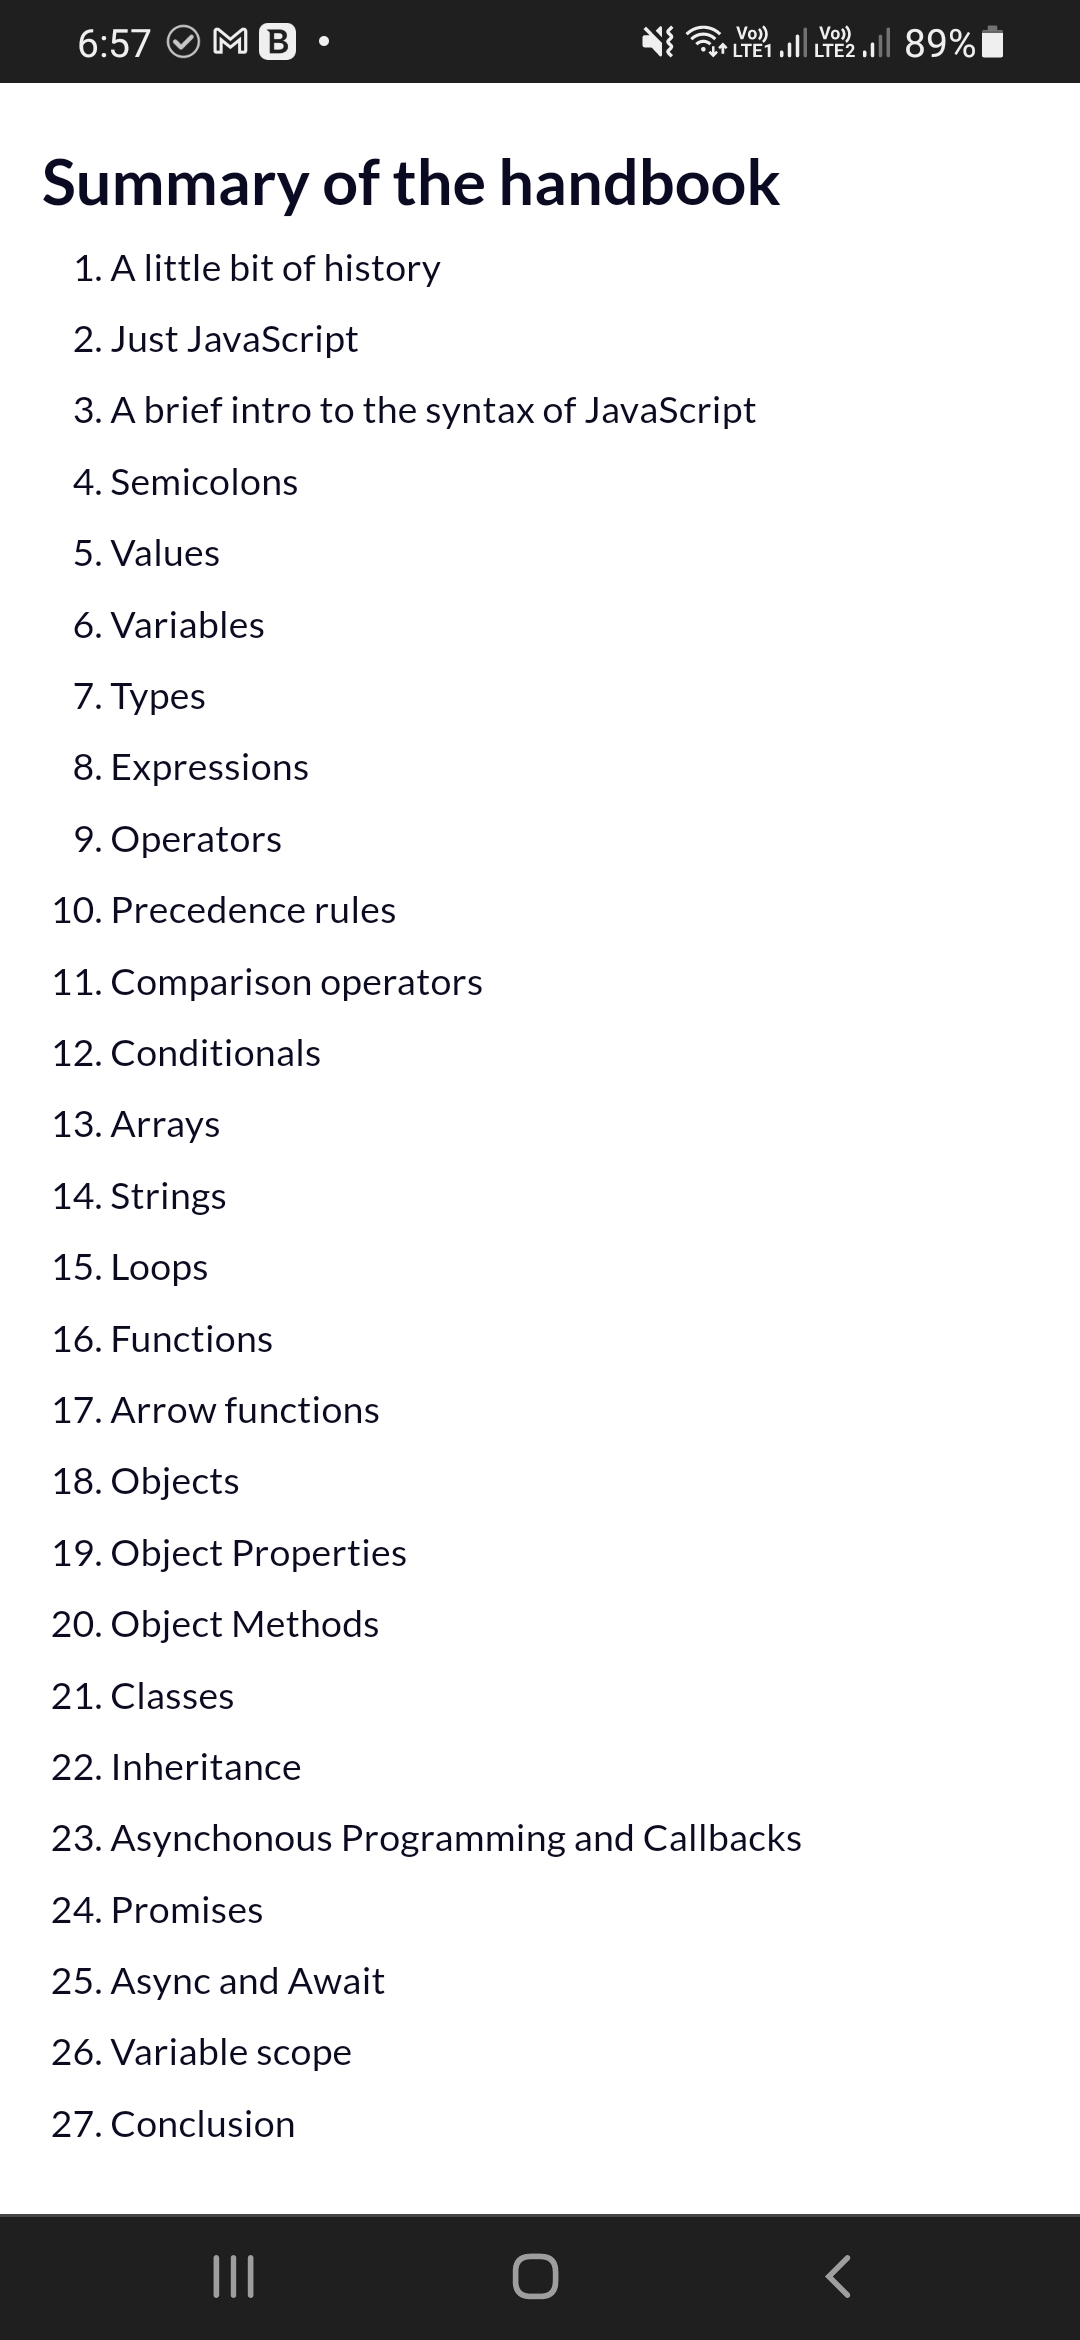 6:57 M B
Vo)) LTE1 Vo)) LTE2 89%
Summary of the handbook
1. A little bit of history
2. Just JavaScript
3. A brief intro to the syntax of JavaScript
4. Semicolons
5. Values
6. Variables
7. Types
8. Expressions
9. Operators
10. Precedence rules
11. Comparison operators
12. Conditionals
13. Arrays
14. Strings
15. Loops
16. Functions
17. Arrow functions
18. Objects
19. Object Properties
20. Object Methods
21. Classes
22. Inheritance
23. Asynchonous Programming and Callbacks
24. Promises
25. Async and Await
26. Variable scope
27. Conclusion